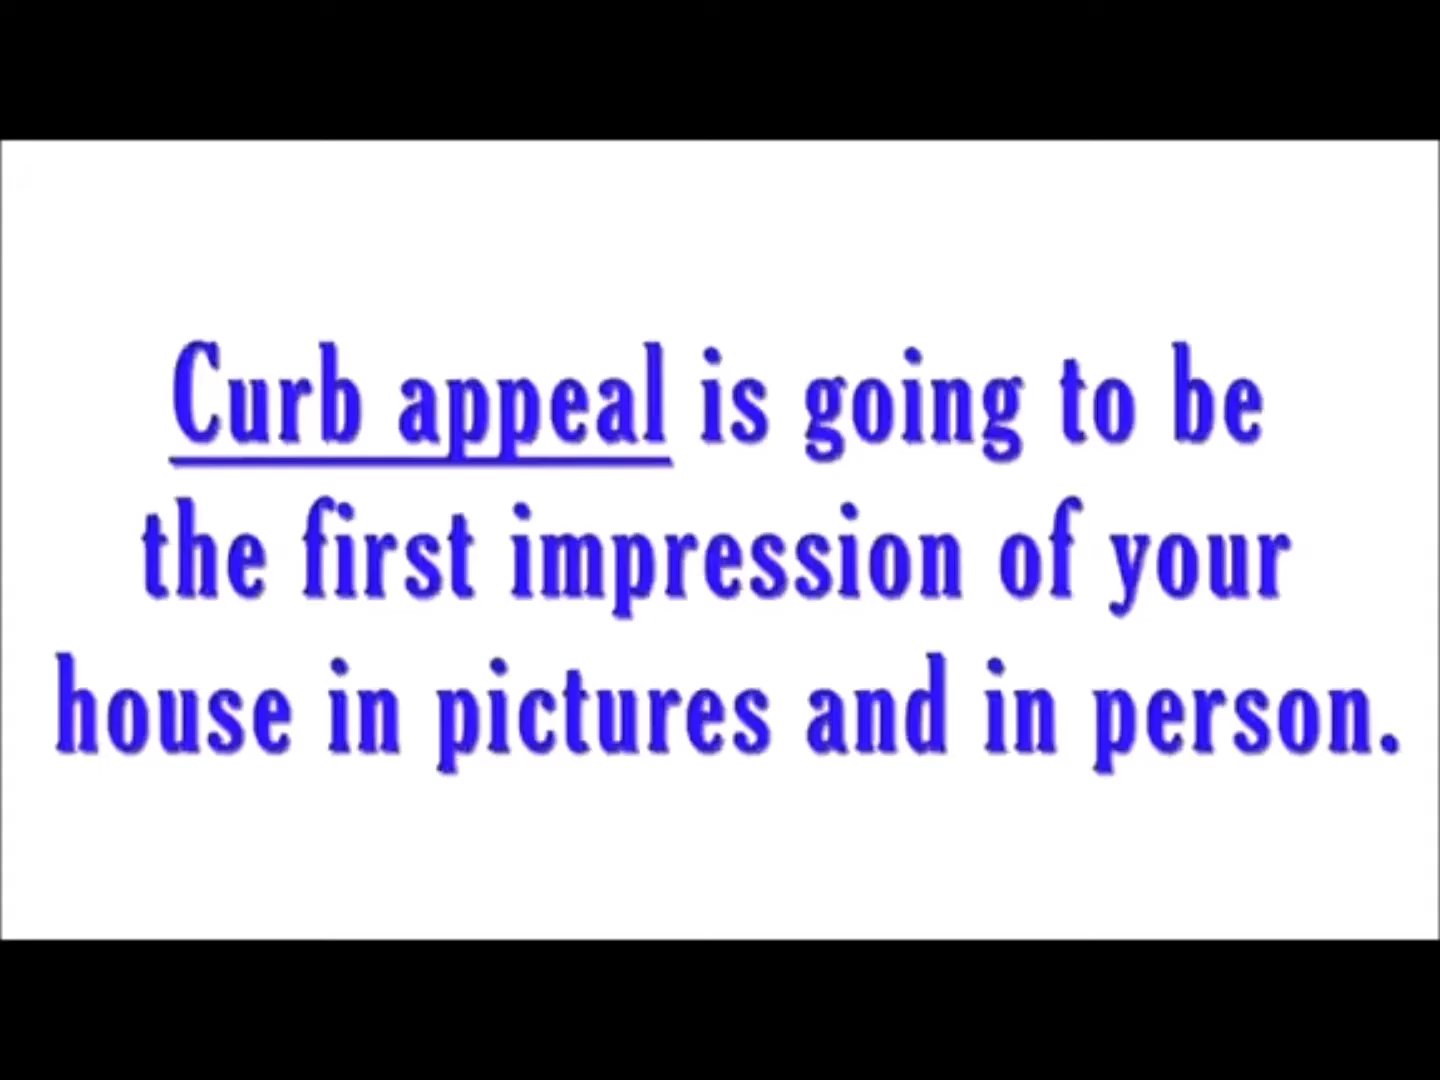 Curb appeal is going to be
the first impression of your
house in pictures and in person.